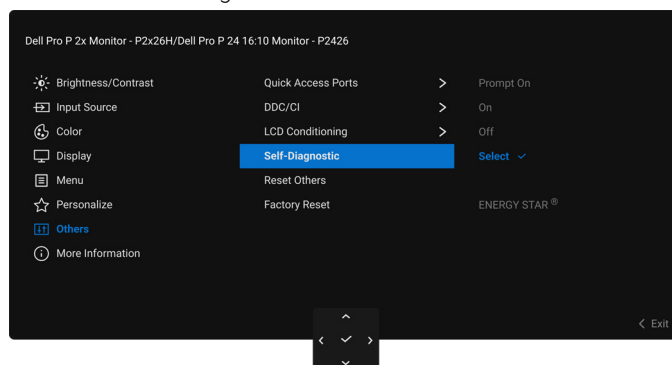 Dell Pro P 2x Monitor - P2x26H/Dell Pro P 24 16:10 Monitor - P2426
Brightness/Contrast
Quick Access Ports
Prompt On
Input Source
DDC/CI
On
Color
LCD Conditioning
Off
Display
Self-Diagnostic
Select
Menu
Reset Others
Personalize
Factory Reset
ENERGY STAR ®
Others
More Information
Exit